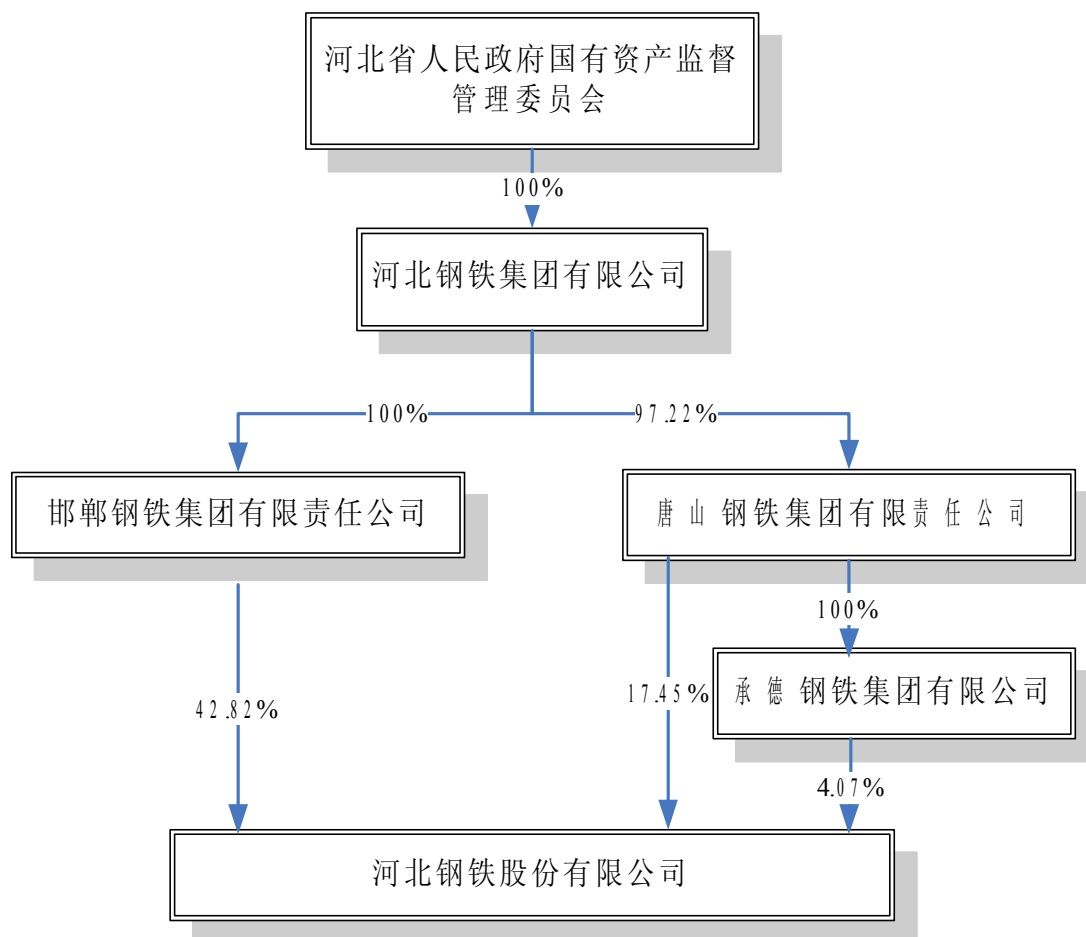 河北省人民政府国有资产监督
管理委员会
100%
河北钢铁集团有限公司
100%
97.22%
邯郸钢铁集团有限责任公司
唐山钢铁集团有限责任公司
100%
承德钢铁集团有限公司
42.82%
17.45%
4.07%
河北钢铁股份有限公司